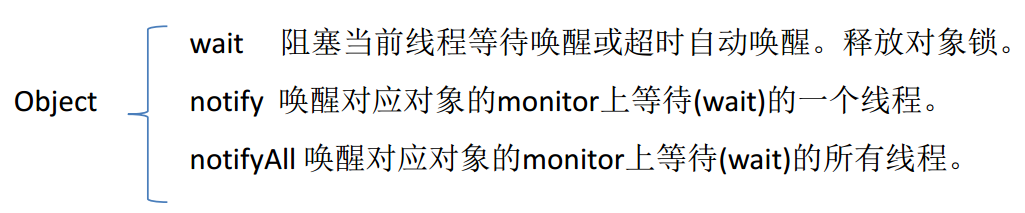 wait 阻塞当前线程等待唤醒或超时自动唤醒。释放对象锁。
Object
notify 唤醒对应对象的monitor上等待(wait)的一个线程。
notifyAll 唤醒对应对象的monitor上等待(wait)的所有线程。